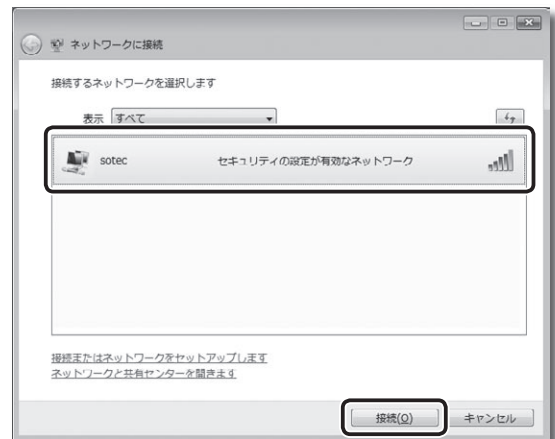 ネットワークに接続
接続するネットワークを選択します
表示 すべて
sotec セキュリティの設定が有効なネットワーク
接続またはネットワークをセットアップします
ネットワークと共有センターを開きます
接続(O) キャンセル